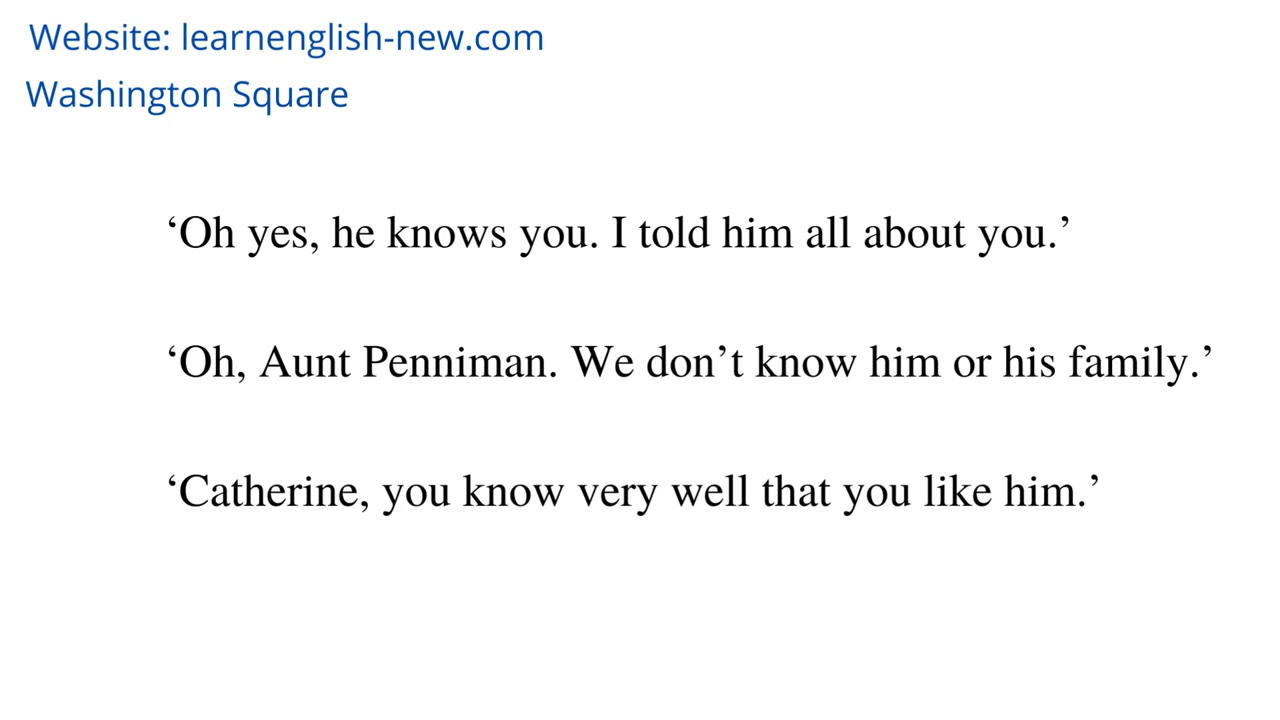 Website: learnenglish-new.com
Washington Square
‘Oh yes, he knows you. I told him all about you.’
‘Oh, Aunt Penniman. We don’t know him or his family.’
‘Catherine, you know very well that you like him.’